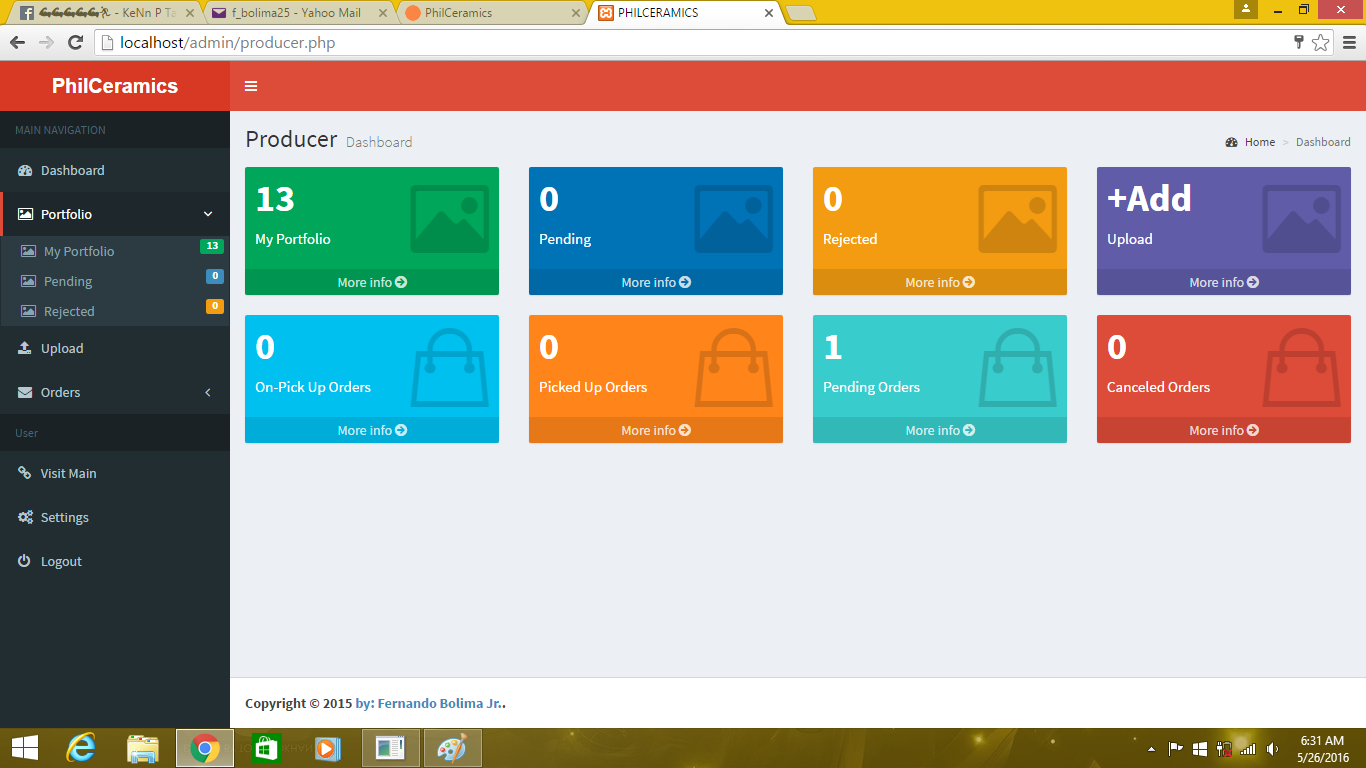 - KeNn P Ta
f_bolima25 - Yahoo Mail
PhilCeramics
PHILCERAMICS
localhost/admin/producer.php
PhilCeramics
MAIN NAVIGATION
Dashboard
Portfolio
My Portfolio 13
Pending 0
Rejected 0
Upload
Orders
User
Visit Main
Settings
Logout
Producer Dashboard
Home > Dashboard
13
My Portfolio
More info
0
Pending
More info
0
Rejected
More info
+Add
Upload
More info
0
On-Pick Up Orders
More info
0
Picked Up Orders
More info
1
Pending Orders
More info
0
Canceled Orders
More info
Copyright © 2015 by: Fernando Bolima Jr..
6:31 AM
5/26/2016